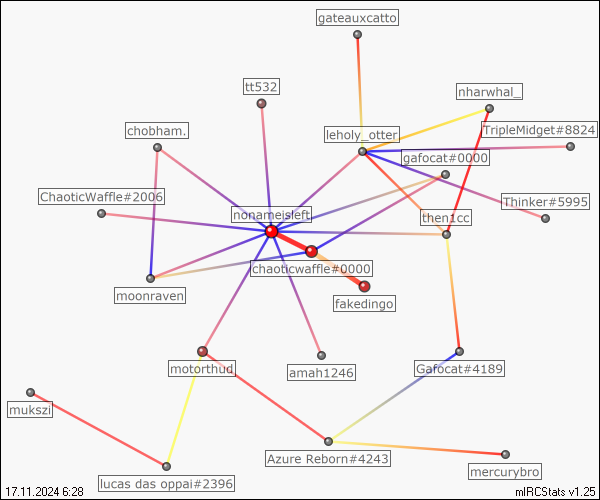 gateauxcatto
tt532
nharwhal_
chobham.
leholy_otter
TripleMidget#8824
gafocat#0000
ChaoticWaffle#2006
Thinker#5995
nonameisleft
then1cc
chaoticwaffle#0000
moonraven
fakedingo
motorthud
amah1246
Gafocat#4189
mukszi
Azure Reborn#4243
mercurybro
lucas das oppai#2396
17.11.2024 6:28
mIRCStats v1.25